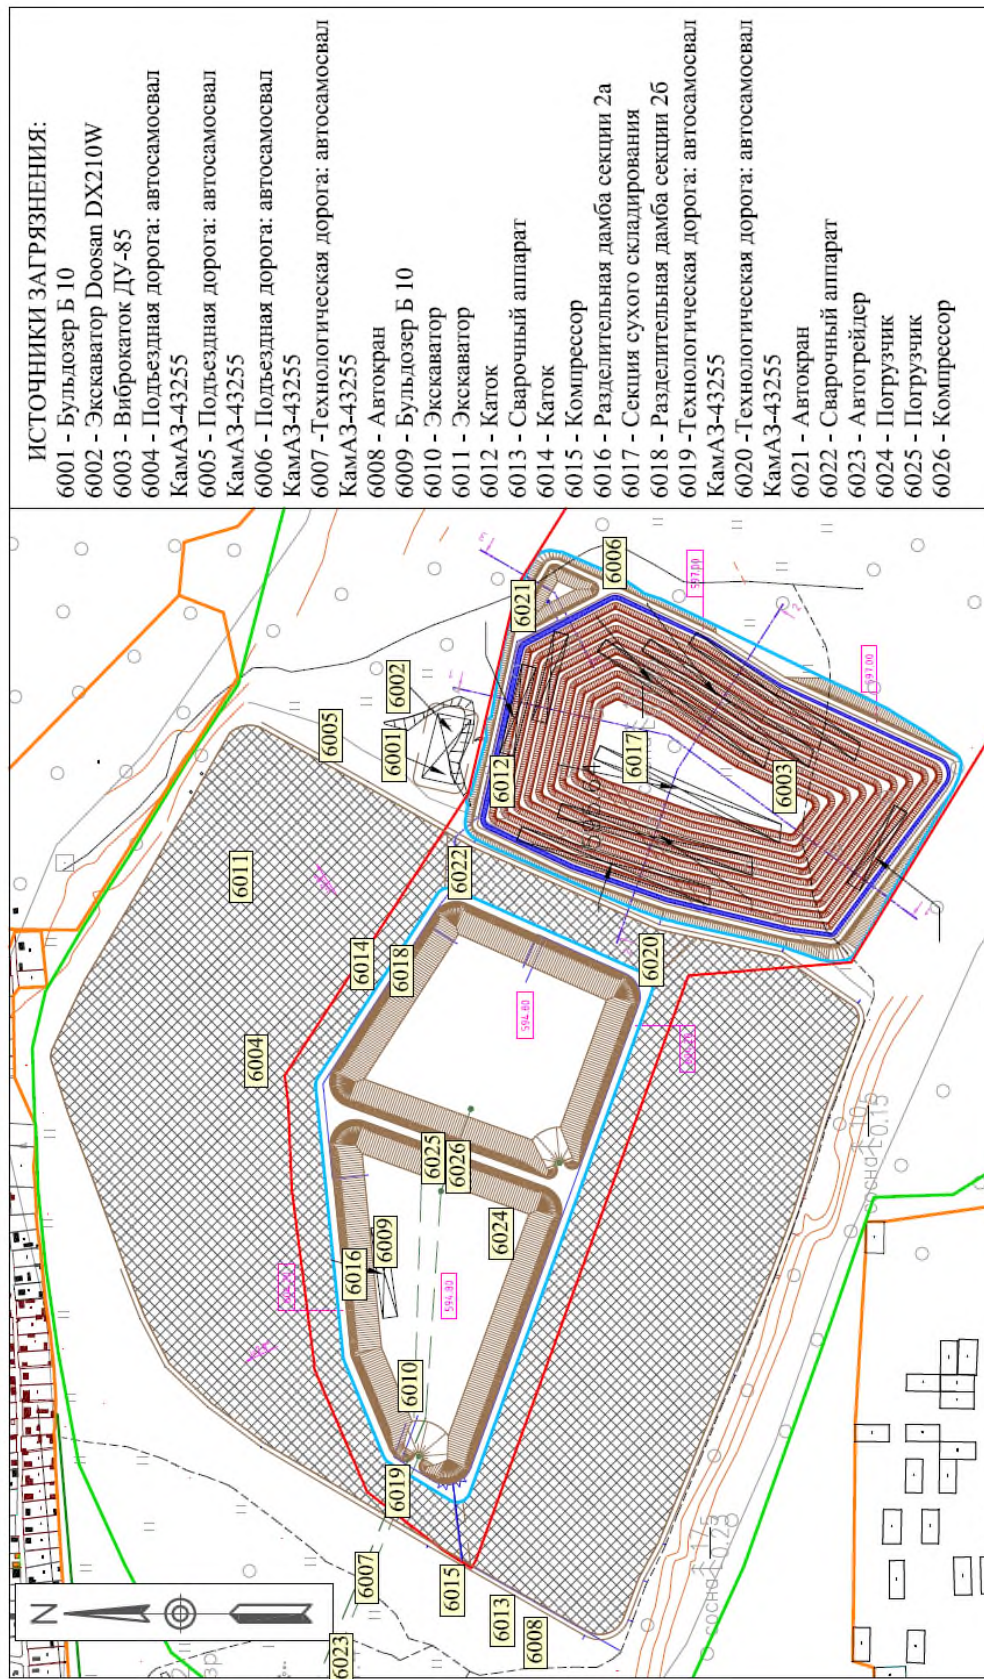 ИСТОЧНИКИ ЗАГРЯЗНЕНИЯ:
6001 - Бульдозер Б 10
6002 - Экскаватор Doosan DX210W
6003 - Виброкаток ДУ-85
6004 - Подъездная дорога: автосамосвал
КамАЗ-43255
6005 - Подъездная дорога: автосамосвал
КамАЗ-43255
6006 - Подъездная дорога: автосамосвал
КамАЗ-43255
6007 -Технологическая дорога: автосамосвал
КамАЗ-43255
6008 - Автокран
6009 - Бульдозер Б 10
6010 - Экскаватор
6011 - Экскаватор
6012 - Каток
6013 - Сварочный аппарат
6014 - Каток
6015 - Компрессор
6016 - Разделительная дамба секции 2а
6017 - Секция сухого складирования
6018 - Разделительная дамба секции 2б
6019 -Технологическая дорога: автосамосвал
КамАЗ-43255
6020 -Технологическая дорога: автосамосвал
КамАЗ-43255
6021 - Автокран
6022 - Сварочный аппарат
6023 - Автогрейдер
6024 - Погрузчик
6025 - Погрузчик
6026 - Компрессор
N
6023
6007
6015
6013
6008
6019
6010
6016
6009
6024
6025
6026
6004
6014
6018
6011
6022
6020
6005
6001
6002
6012
6021
6006
6017
6003
594.80
594.80
597.00
597.00
сосна
0.15
сосна
0.25